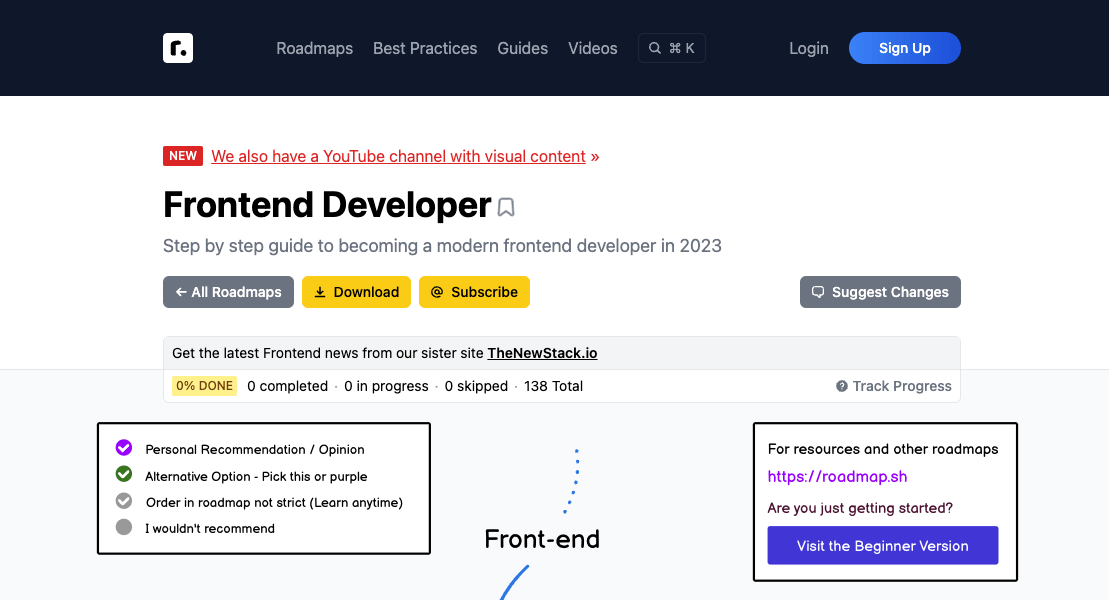 r.
Roadmaps Best Practices Guides Videos ⌘ K Login Sign Up
NEW We also have a YouTube channel with visual content »
Frontend Developer
Step by step guide to becoming a modern frontend developer in 2023
← All Roadmaps Download @ Subscribe Suggest Changes
Get the latest Frontend news from our sister site TheNewStack.io
0% DONE 0 completed · 0 in progress · 0 skipped · 138 Total ? Track Progress
Personal Recommendation / Opinion
Alternative Option - Pick this or purple
Order in roadmap not strict (Learn anytime)
I wouldn't recommend
Front-end
For resources and other roadmaps
https://roadmap.sh
Are you just getting started?
Visit the Beginner Version